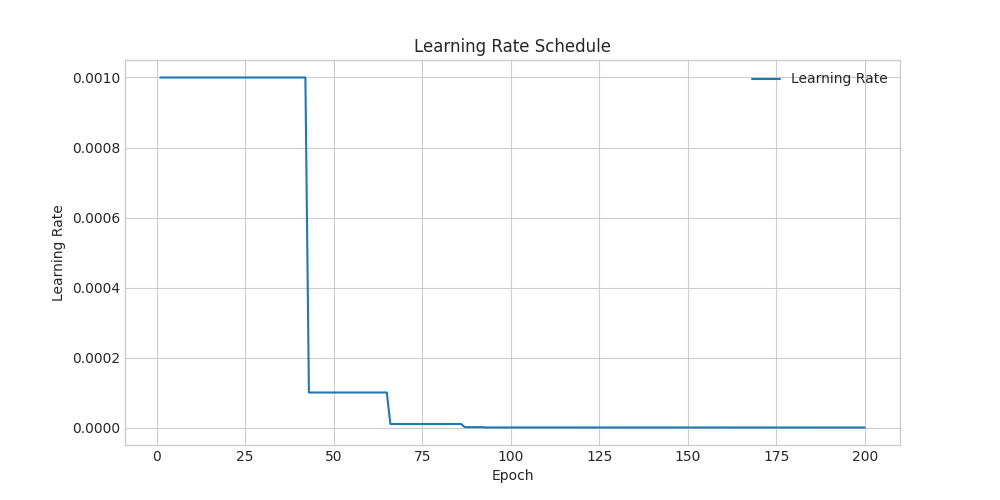 Learning Rate Schedule
Learning Rate
0.0010
0.0008
0.0006
0.0004
0.0002
0.0000
Learning Rate
0 25 50 75 100 125 150 175 200
Epoch